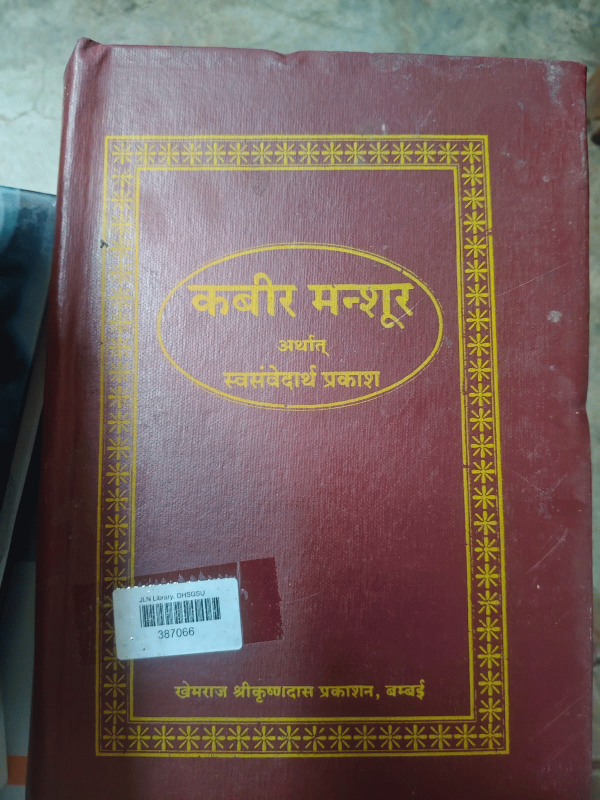 कबीर मन्शूर
अर्थात्
स्वसंवेदार्थ प्रकाश
JLN Library, DHSGSU
387066
खेमराज श्रीकृष्णदास प्रकाशन, बम्बई